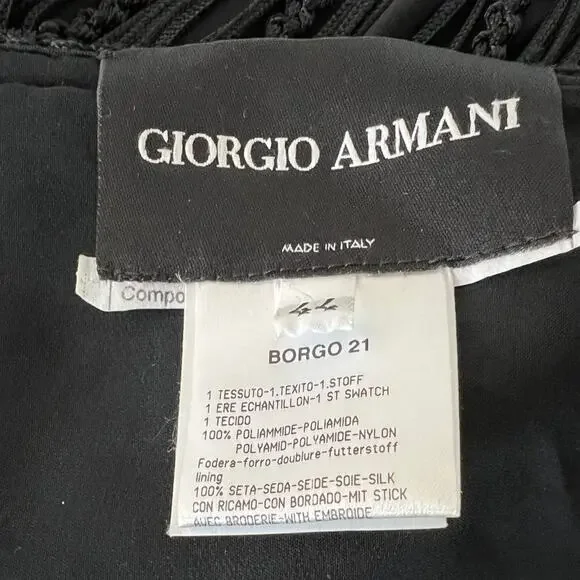 GIORGIO ARMANI
MADE IN ITALY
Compo
44
BORGO 21
1 TESSUTO-1.TEXITO-1.STOFF
1 ERE ECHANTILLON-1 ST SWATCH
1 TECIDO
100% POLIAMMIDE-POLIAMIDA
POLYAMID-POLYAMIDE-NYLON
Fodera-forro-doublure-futterstoff
lining
100% SETA-SEDA-SEIDE-SOIE-SILK
CON RICAMO-CON BORDADO-MIT STICK
AVEC BRODERIE-WITH EMBROIDE